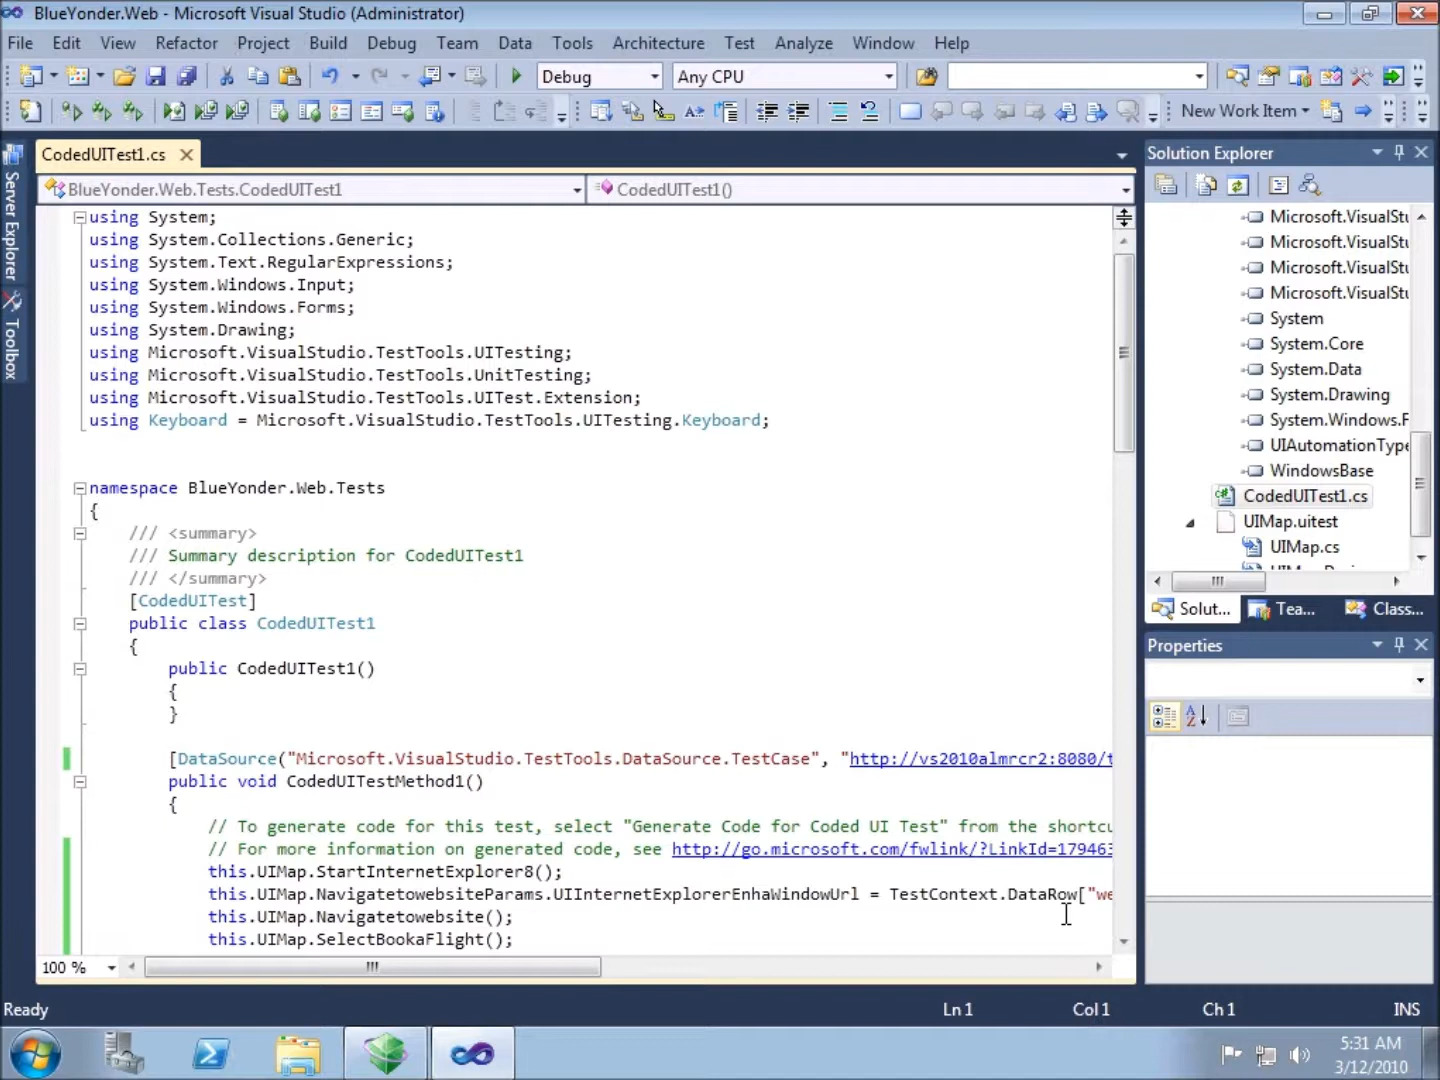 BlueYonder.Web - Microsoft Visual Studio (Administrator)
File Edit View Refactor Project Build Debug Team Data Tools Architecture Test Analyze Window Help
Debug Any CPU
New Work Item
CodedUITest1.cs
BlueYonder.Web.Tests.CodedUITest1 CodedUITest1()
Server Explorer
Toolbox
using System;
using System.Collections.Generic;
using System.Text.RegularExpressions;
using System.Windows.Input;
using System.Windows.Forms;
using System.Drawing;
using Microsoft.VisualStudio.TestTools.UITesting;
using Microsoft.VisualStudio.TestTools.UnitTesting;
using Microsoft.VisualStudio.TestTools.UITest.Extension;
using Keyboard = Microsoft.VisualStudio.TestTools.UITesting.Keyboard;
namespace BlueYonder.Web.Tests
{
/// <summary>
/// Summary description for CodedUITest1
/// </summary>
[CodedUITest]
public class CodedUITest1
{
public CodedUITest1()
{
}
[DataSource("Microsoft.VisualStudio.TestTools.DataSource.TestCase", "http://vs2010almrcr2:8080/t
public void CodedUITestMethod1()
{
// To generate code for this test, select "Generate Code for Coded UI Test" from the shortcu
// For more information on generated code, see http://go.microsoft.com/fwlink/?LinkId=179463
this.UIMap.StartInternetExplorer8();
this.UIMap.NavigatetowebsiteParams.UIInternetExplorerEnhaWindowUrl = TestContext.DataRow["we
this.UIMap.Navigatetowebsite();
this.UIMap.SelectBookaFlight();
100 %
Solution Explorer
Microsoft.VisualStu
Microsoft.VisualStu
Microsoft.VisualStu
Microsoft.VisualStu
System
System.Core
System.Data
System.Drawing
System.Windows.F
UIAutomationType
WindowsBase
CodedUITest1.cs
UIMap.uitest
UIMap.cs
Solut... Tea... Class...
Properties
Ready Ln 1 Col 1 Ch 1 INS
5:31 AM
3/12/2010